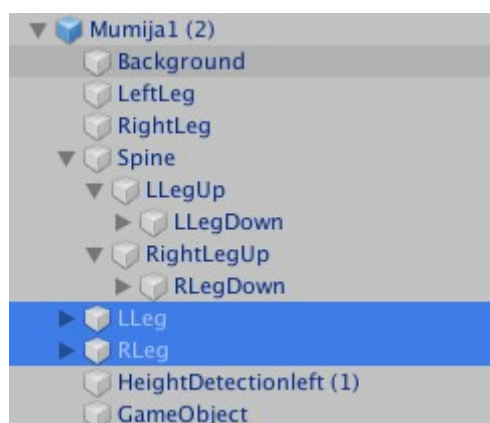 Mumija1 (2)
Background
LeftLeg
RightLeg
Spine
LLegUp
LLegDown
RightLegUp
RLegDown
LLeg
RLeg
HeightDetectionleft (1)
GameObject